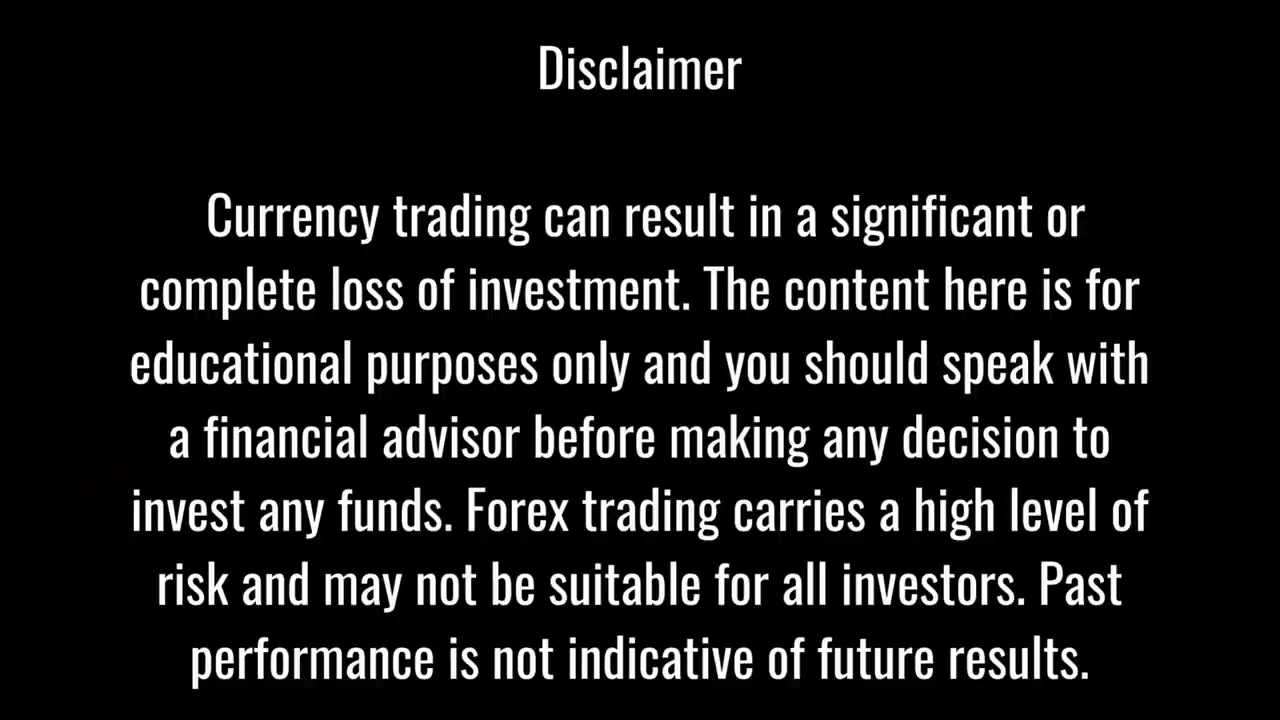 Disclaimer
Currency trading can result in a significant or
complete loss of investment. The content here is for
educational purposes only and you should speak with
a financial advisor before making any decision to
invest any funds. Forex trading carries a high level of
risk and may not be suitable for all investors. Past
performance is not indicative of future results.